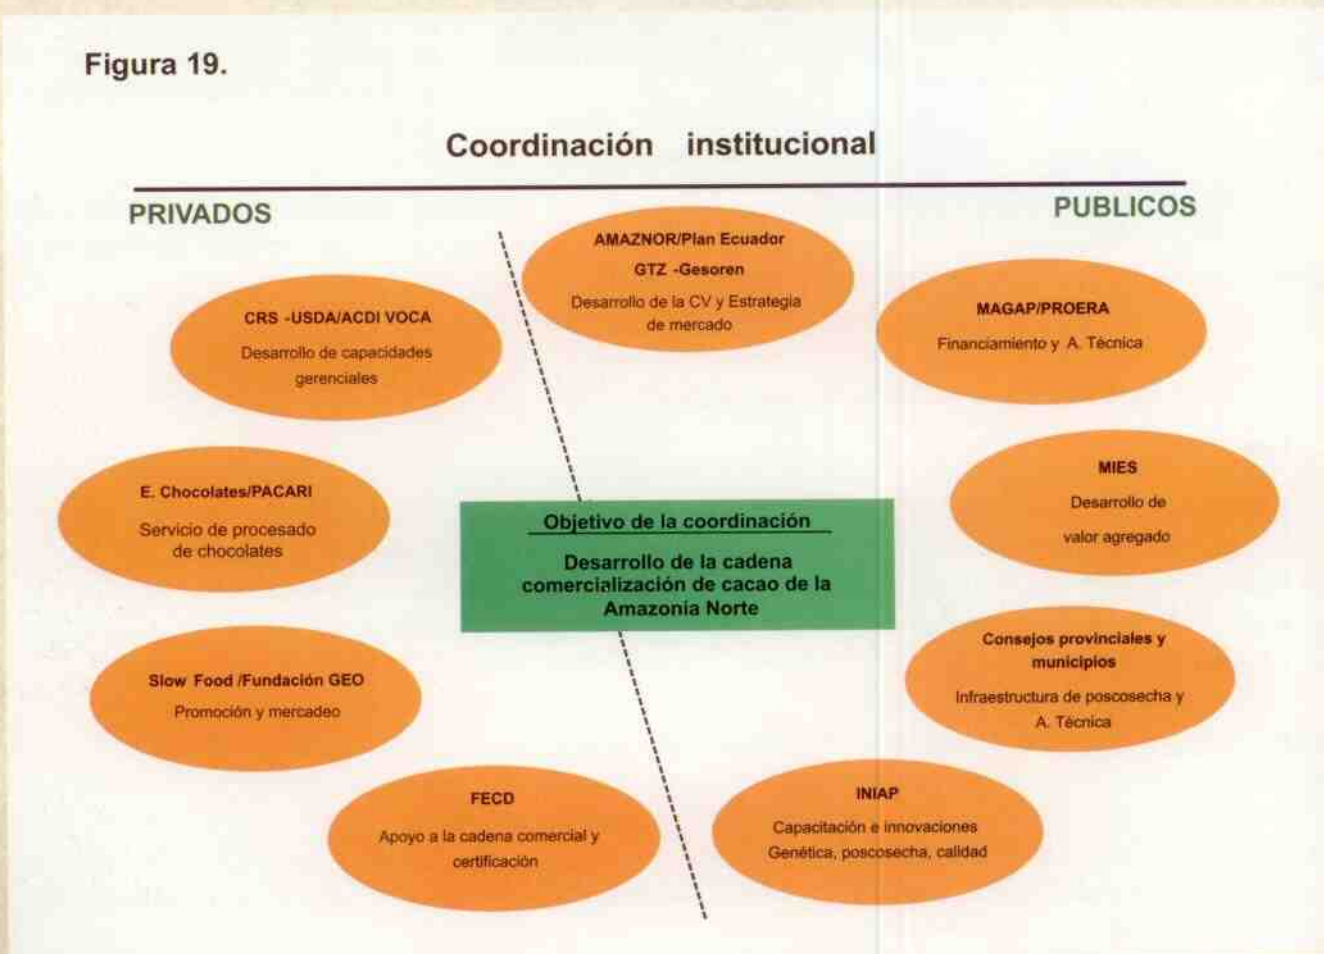 Figura 19.
Coordinación institucional
PRIVADOS
PUBLICOS
AMAZNOR/Plan Ecuador
GTZ -Gesoren
Desarrollo de la CV y Estrategia
de mercado
CRS -USDA/ACDI VOCA
Desarrollo de capacidades
gerenciales
MAGAP/PROERA
Financiamiento y A. Técnica
E. Chocolates/PACARI
Servicio de procesado
de chocolates
MIES
Desarrollo de
valor agregado
Objetivo de la coordinación
Desarrollo de la cadena
comercialización de cacao de la
Amazonia Norte
Slow Food /Fundación GEO
Promoción y mercadeo
Consejos provinciales y
municipios
Infraestructura de poscosecha y
A. Técnica
FECD
Apoyo a la cadena comercial y
certificación
INIAP
Capacitación e innovaciones
Genética, poscosecha, calidad